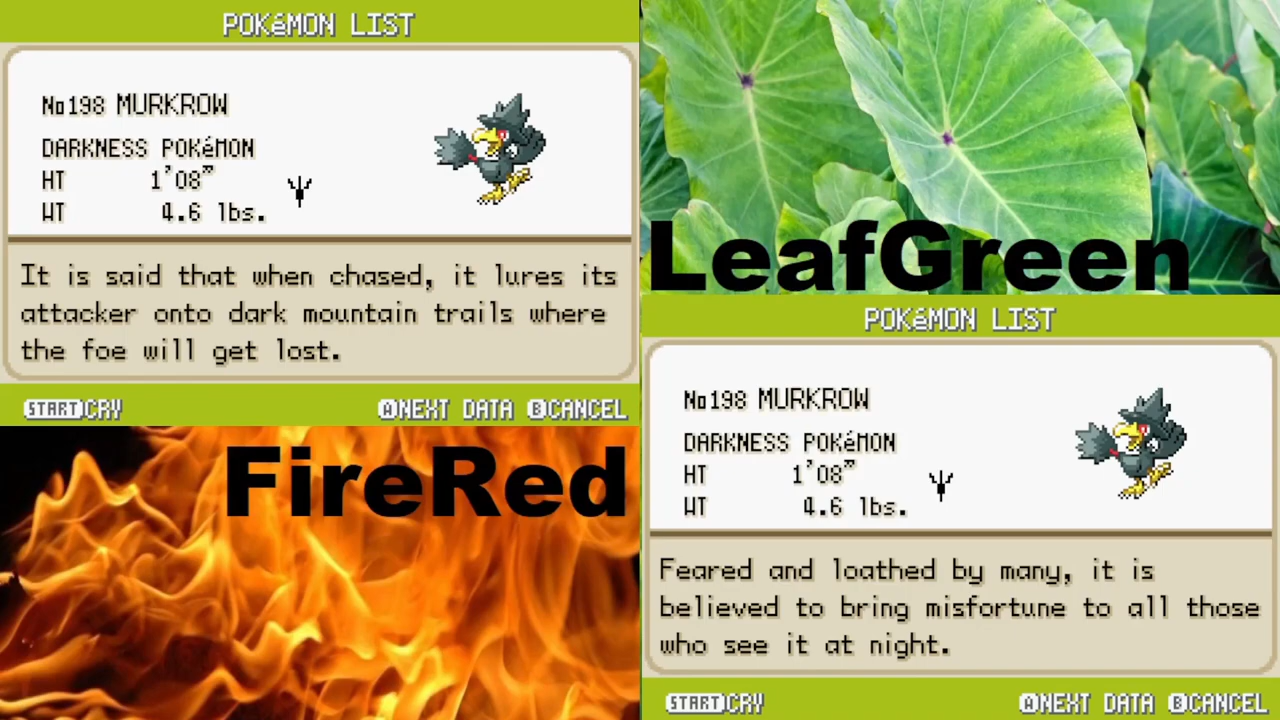 POKéMON LIST
No198 MURKROW
DARKNESS POKéMON
HT 1'08"
WT 4.6 lbs.
It is said that when chased, it lures its
attacker onto dark mountain trails where
the foe will get lost.
START CRY A NEXT DATA B CANCEL
FireRed
LeafGreen
POKéMON LIST
No198 MURKROW
DARKNESS POKéMON
HT 1'08"
WT 4.6 lbs.
Feared and loathed by many, it is
believed to bring misfortune to all those
who see it at night.
START CRY A NEXT DATA B CANCEL